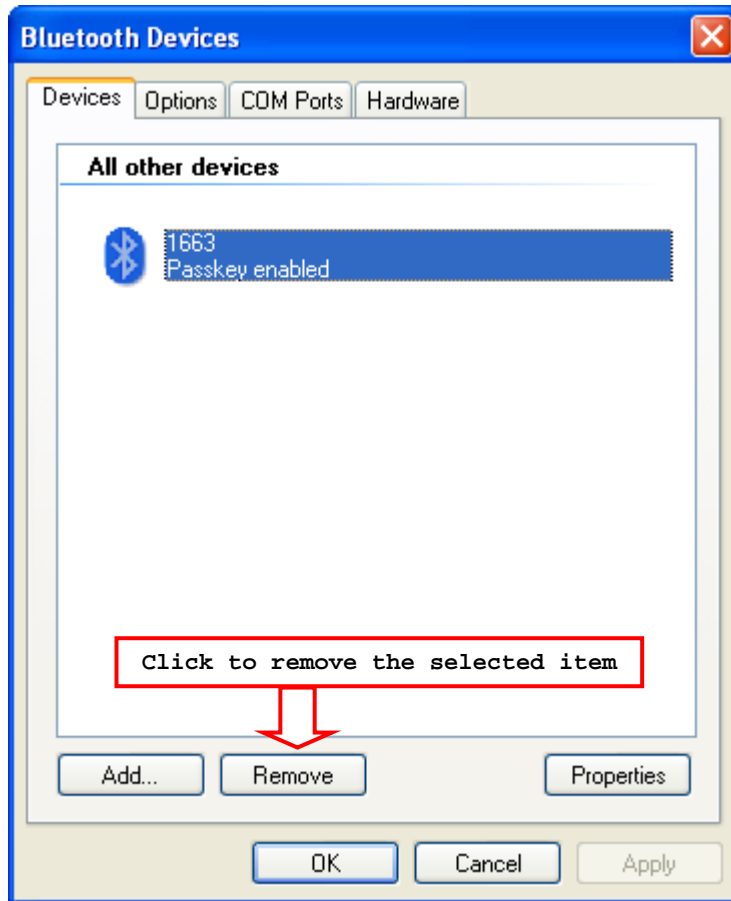 Bluetooth Devices
Devices Options COM Ports Hardware
All other devices
1663
Passkey enabled
Click to remove the selected item
Add... Remove Properties
OK Cancel Apply